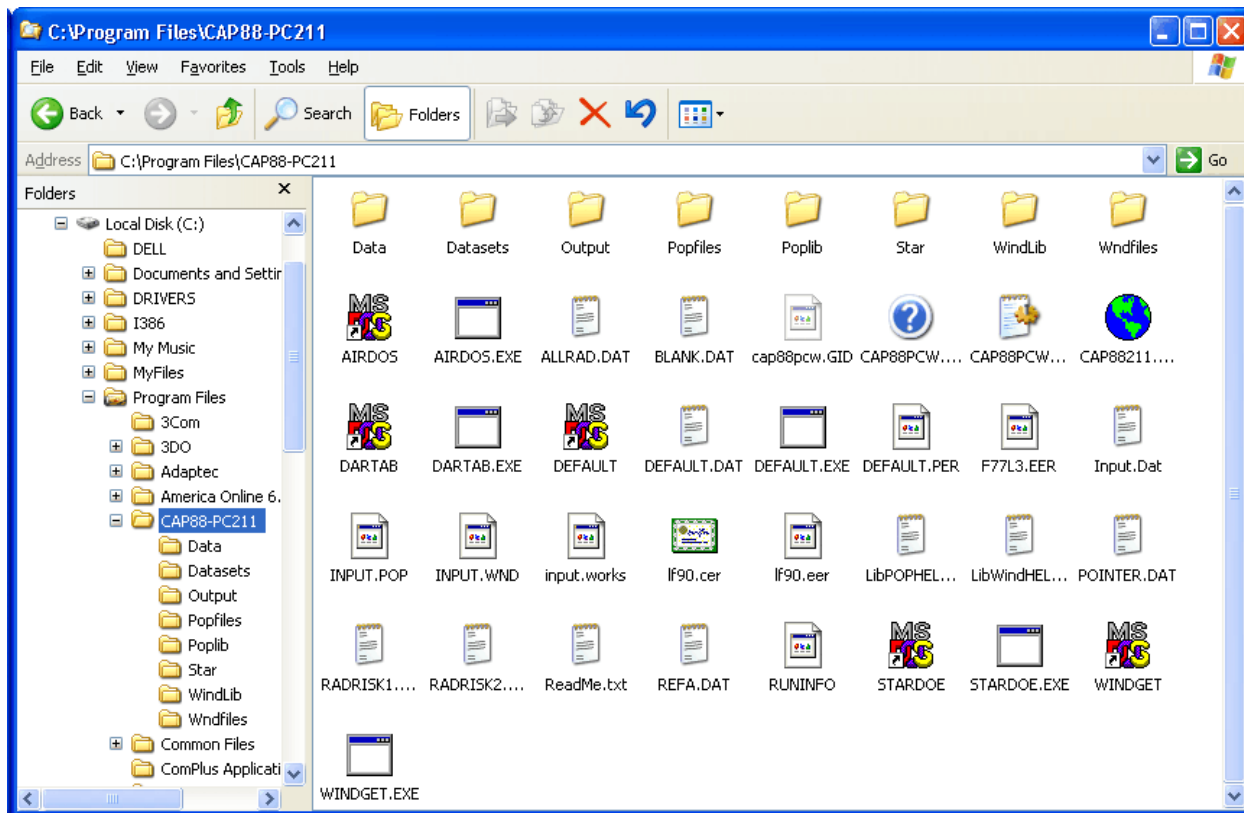 C:\Program Files\CAP88-PC211
File Edit View Favorites Tools Help
Back Search Folders
Address C:\Program Files\CAP88-PC211 Go
Folders
Local Disk (C:)
DELL
Documents and Settir
DRIVERS
I386
My Music
MyFiles
Program Files
3Com
3DO
Adaptec
America Online 6.
CAP88-PC211
Data
Datasets
Output
Popfiles
Poplib
Star
WindLib
Wndfiles
Common Files
ComPlus Applicati
Data Datasets Output Popfiles Poplib Star WindLib Wndfiles
AIRDOS AIRDOS.EXE ALLRAD.DAT BLANK.DAT cap88pcw.GID CAP88PCW.... CAP88PCW... CAP88211....
DARTAB DARTAB.EXE DEFAULT DEFAULT.DAT DEFAULT.EXE DEFAULT.PER F77L3.EER Input.Dat
INPUT.POP INPUT.WND input.works lf90.cer lf90.eer LibPOPHEL... LibWindHEL... POINTER.DAT
RADRISK1.... RADRISK2.... ReadMe.txt REFA.DAT RUNINFO STARDOE STARDOE.EXE WINDGET
WINDGET.EXE